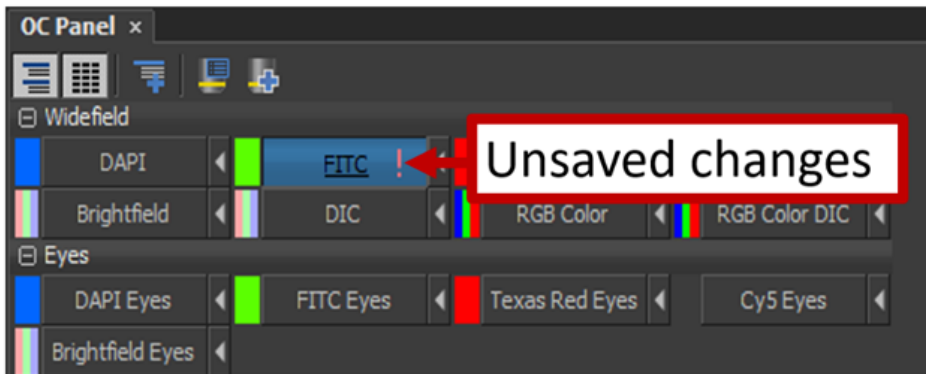 OC Panel ×
Widefield
DAPI
FITC !
Unsaved changes
Brightfield
DIC
RGB Color
RGB Color DIC
Eyes
DAPI Eyes
FITC Eyes
Texas Red Eyes
Cy5 Eyes
Brightfield Eyes